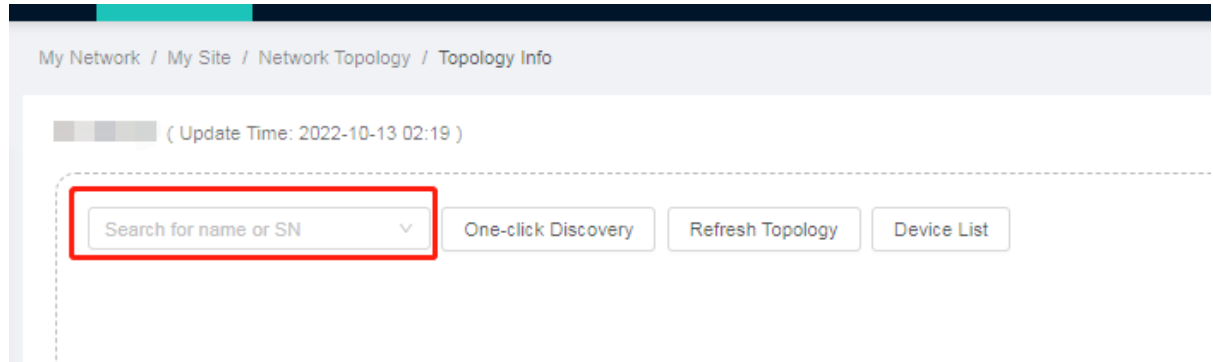 My Network / My Site / Network Topology / Topology Info
( Update Time: 2022-10-13 02:19 )
Search for name or SN One-click Discovery Refresh Topology Device List